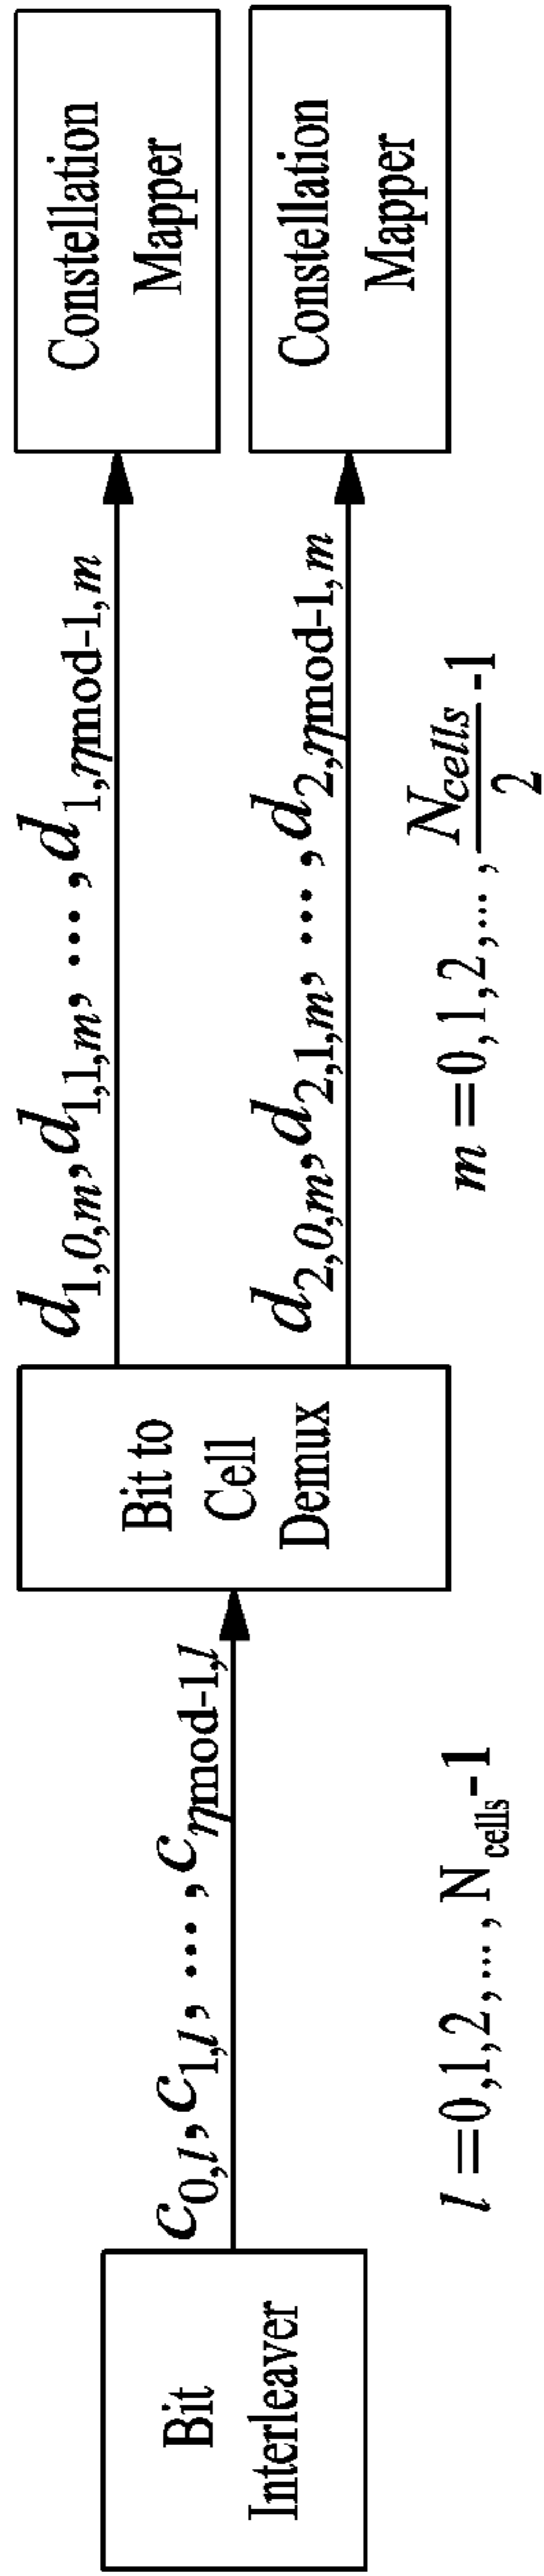 Bit
Interleaver
c0,l,c1,l, ... ,cηmod-1,l
l =0,1,2,..., Ncells-1
Bit to
Cell
Demux
d1,0,m,d1,1,m, ... ,d1,ηmod-1,m
d2,0,m,d2,1,m, ... ,d2,ηmod-1,m
m =0,1,2,..., Ncells/2 -1
Constellation
Mapper
Constellation
Mapper